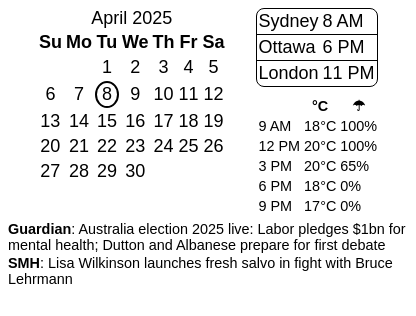 April 2025
Su Mo Tu We Th Fr Sa
1 2 3 4 5
6 7 8 9 10 11 12
13 14 15 16 17 18 19
20 21 22 23 24 25 26
27 28 29 30
Sydney 8 AM
Ottawa 6 PM
London 11 PM
°C ☂
9 AM 18°C 100%
12 PM 20°C 100%
3 PM 20°C 65%
6 PM 18°C 0%
9 PM 17°C 0%
Guardian: Australia election 2025 live: Labor pledges $1bn for
mental health; Dutton and Albanese prepare for first debate
SMH: Lisa Wilkinson launches fresh salvo in fight with Bruce
Lehrmann